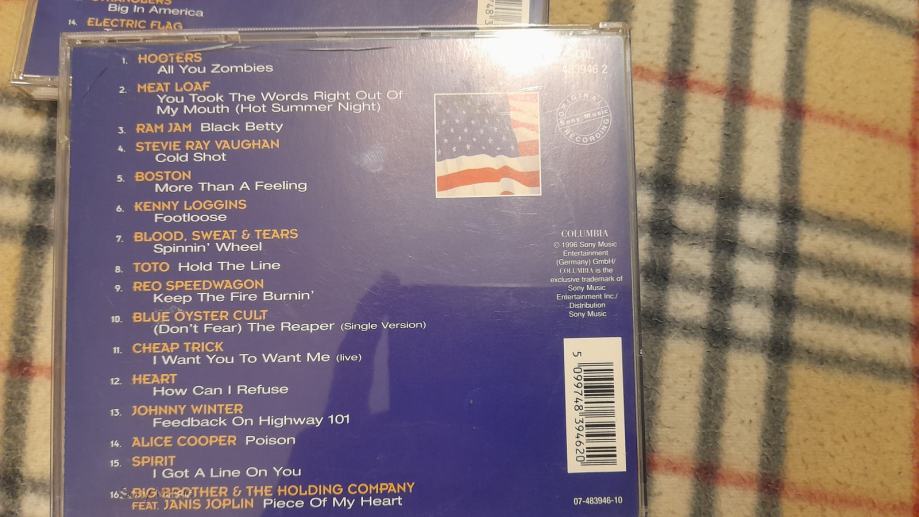 STRANGLERS
Big In America
14. ELECTRIC FLAG
1. HOOTERS
All You Zombies
2. MEAT LOAF
You Took The Words Right Out Of
My Mouth (Hot Summer Night)
3. RAM JAM Black Betty
4. STEVIE RAY VAUGHAN
Cold Shot
5. BOSTON
More Than A Feeling
6. KENNY LOGGINS
Footloose
7. BLOOD, SWEAT & TEARS
Spinnin' Wheel
8. TOTO Hold The Line
9. REO SPEEDWAGON
Keep The Fire Burnin'
10. BLUE OYSTER CULT
(Don't Fear) The Reaper (Single Version)
11. CHEAP TRICK
I Want You To Want Me (live)
12. HEART
How Can I Refuse
13. JOHNNY WINTER
Feedback On Highway 101
14. ALICE COOPER Poison
15. SPIRIT
I Got A Line On You
16. BIG BROTHER & THE HOLDING COMPANY
FEAT. JANIS JOPLIN Piece Of My Heart
483946 2
ORIGINAL
Sony Music
RECORDING
COLUMBIA
© 1996 Sony Music
Entertainment
(Germany) GmbH/
COLUMBIA is the
exclusive trademark of
Sony Music
Entertainment Inc./
Distribution
Sony Music
5 099748 394620
07-483946-10